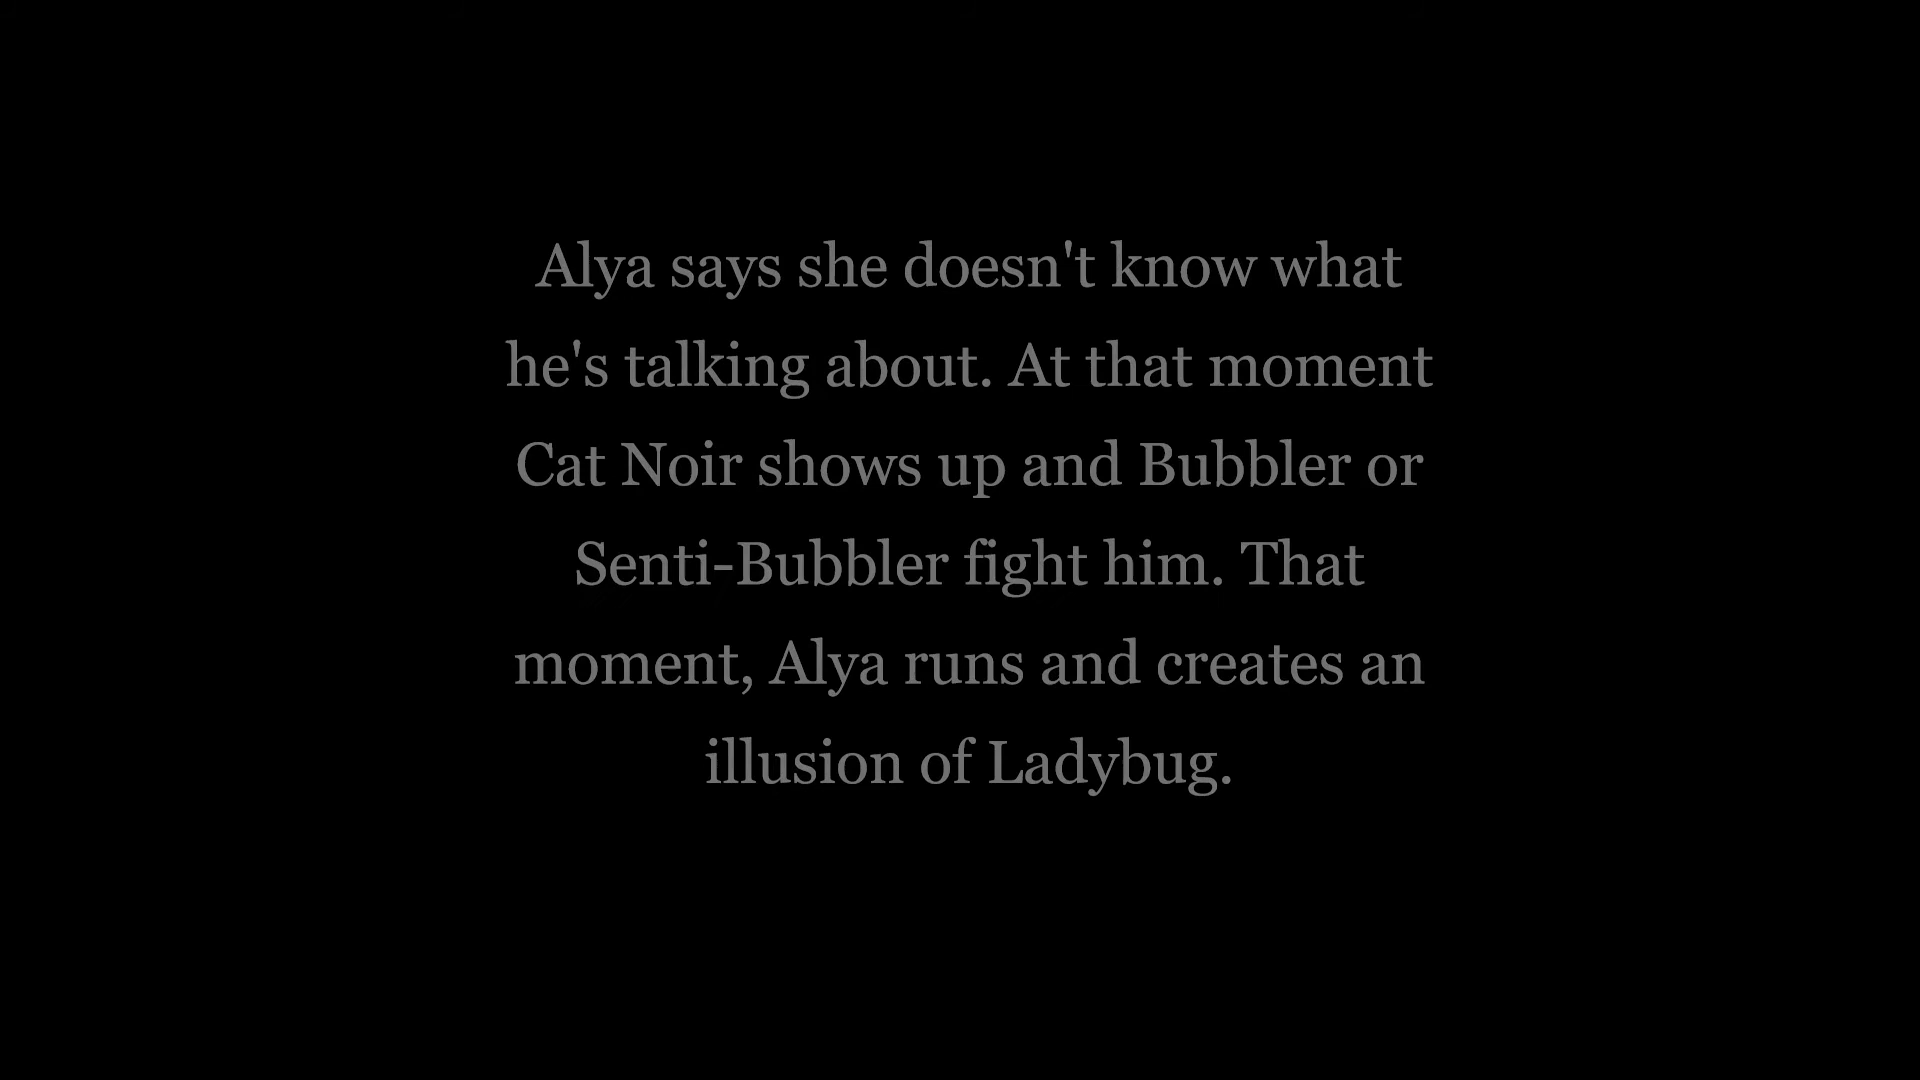 Alya says she doesn't know what
he's talking about. At that moment
Cat Noir shows up and Bubbler or
Senti-Bubbler fight him. That
moment, Alya runs and creates an
illusion of Ladybug.